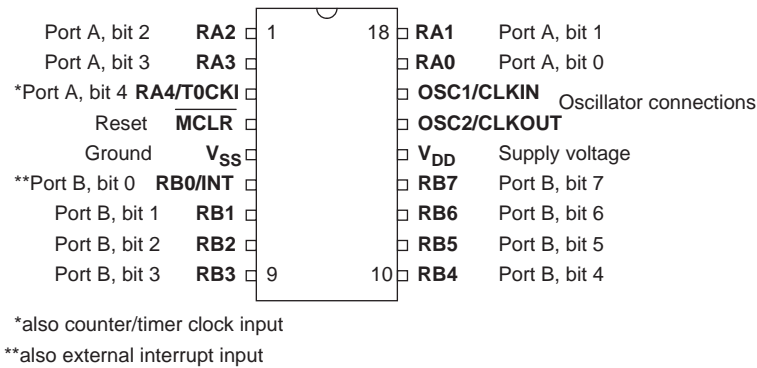 Port A, bit 2 RA2 1 18 RA1 Port A, bit 1
Port A, bit 3 RA3 RA0 Port A, bit 0
*Port A, bit 4 RA4/T0CKI OSC1/CLKIN
Oscillator connections
Reset MCLR OSC2/CLKOUT
Ground VSS VDD Supply voltage
**Port B, bit 0 RB0/INT RB7 Port B, bit 7
Port B, bit 1 RB1 RB6 Port B, bit 6
Port B, bit 2 RB2 RB5 Port B, bit 5
Port B, bit 3 RB3 9 10 RB4 Port B, bit 4
*also counter/timer clock input
**also external interrupt input